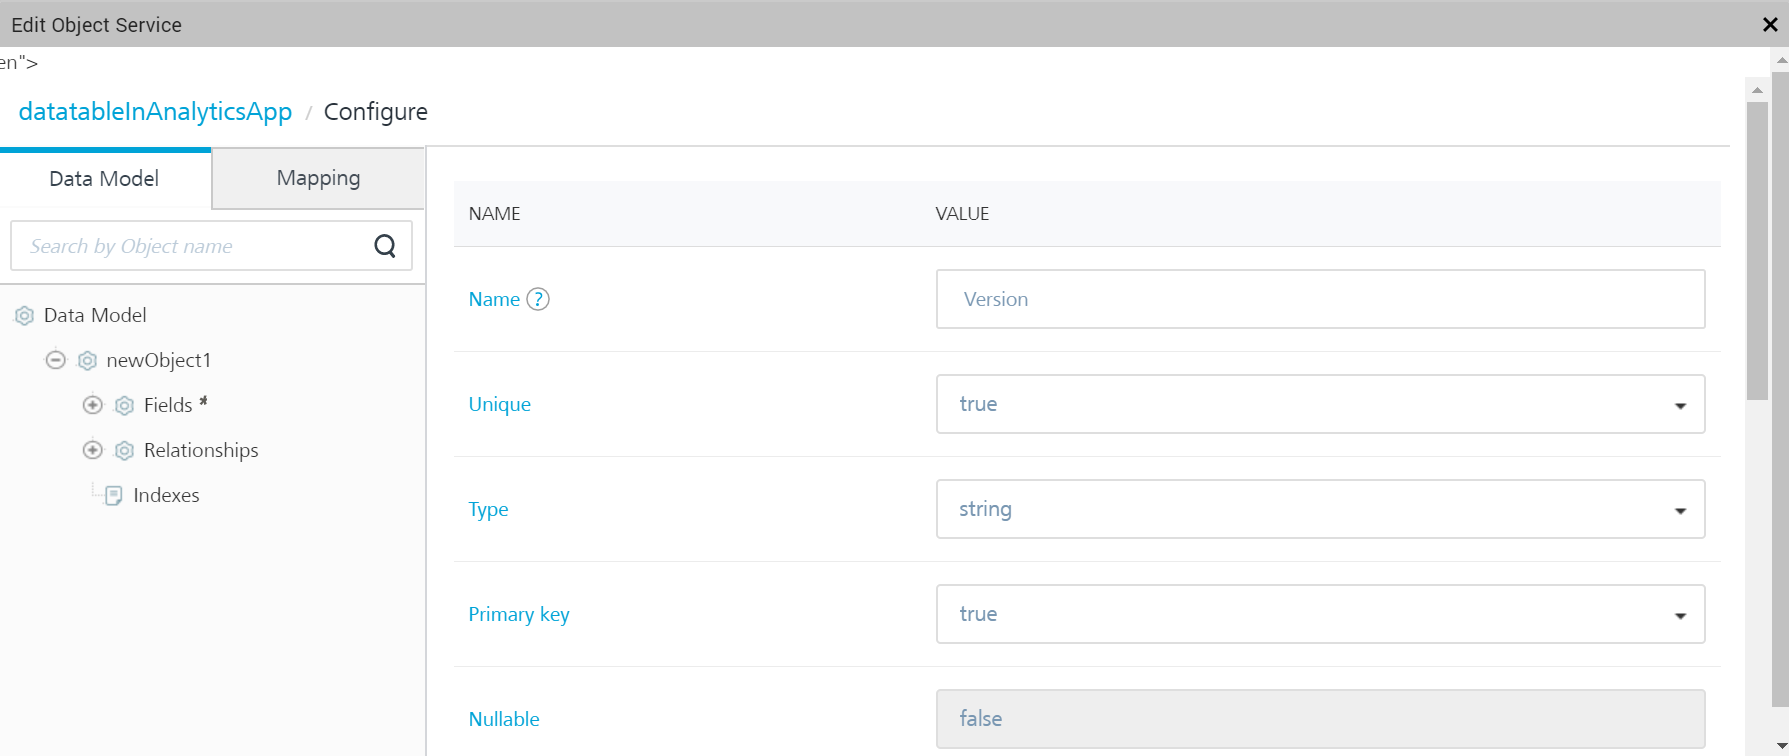 Edit Object Service
en">
datatableInAnalyticsApp / Configure
Data Model
Mapping
Search by Object name
Data Model
newObject1
Fields *
Relationships
Indexes
NAME VALUE
Name ? Version
Unique true
Type string
Primary key true
Nullable false